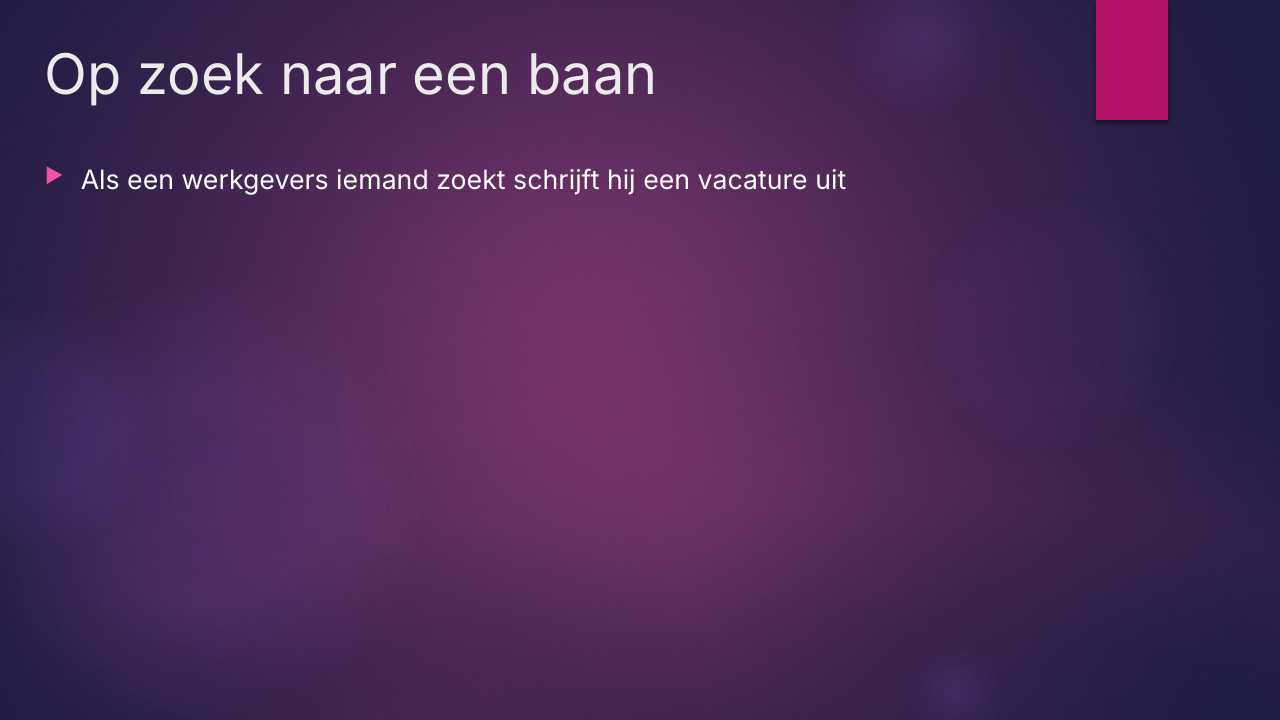 Op zoek naar een baan
Als een werkgevers iemand zoekt schrijft hij een vacature uit